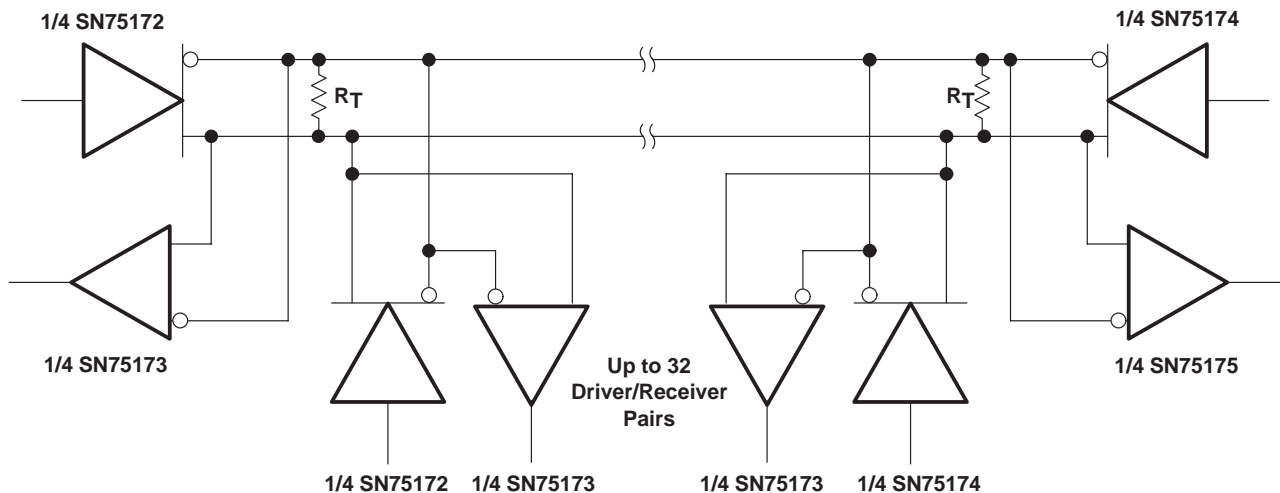 1/4 SN75172
1/4 SN75174
RT
RT
1/4 SN75173
1/4 SN75175
Up to 32
Driver/Receiver
Pairs
1/4 SN75172
1/4 SN75173
1/4 SN75173
1/4 SN75174